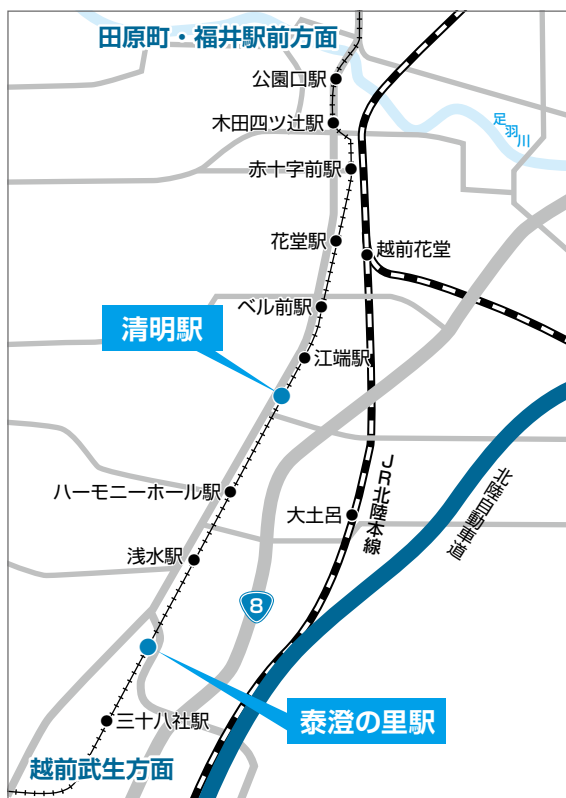 田原町・福井駅前方面
公園口駅
木田四ツ辻駅
足羽川
赤十字前駅
花堂駅
越前花堂
ベル前駅
清明駅
江端駅
ハーモニーホール駅
大土呂
JR北陸本線
北陸自動車道
浅水駅
8
泰澄の里駅
三十八社駅
越前武生方面